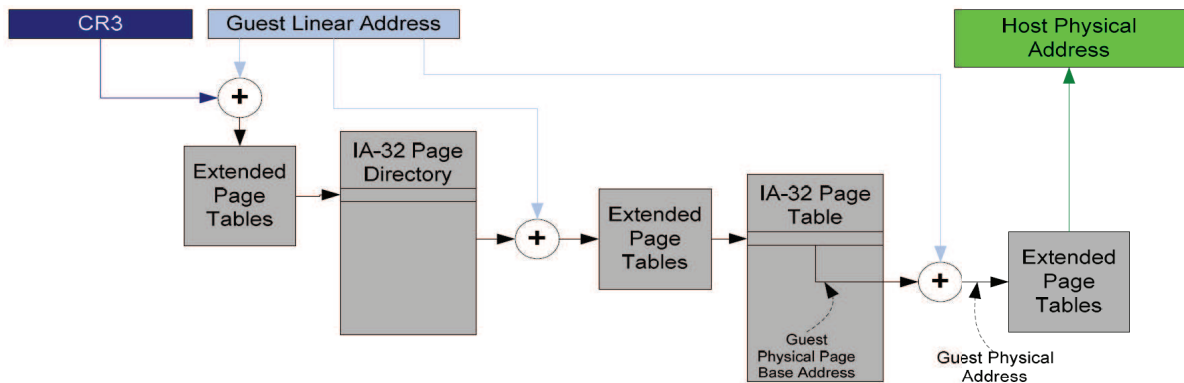 CR3
Guest Linear Address
Host Physical
Address
+
Extended
Page
Tables
IA-32 Page
Directory
+
Extended
Page
Tables
IA-32 Page
Table
Guest
Physical Page
Base Address
+
Guest Physical
Address
Extended
Page
Tables